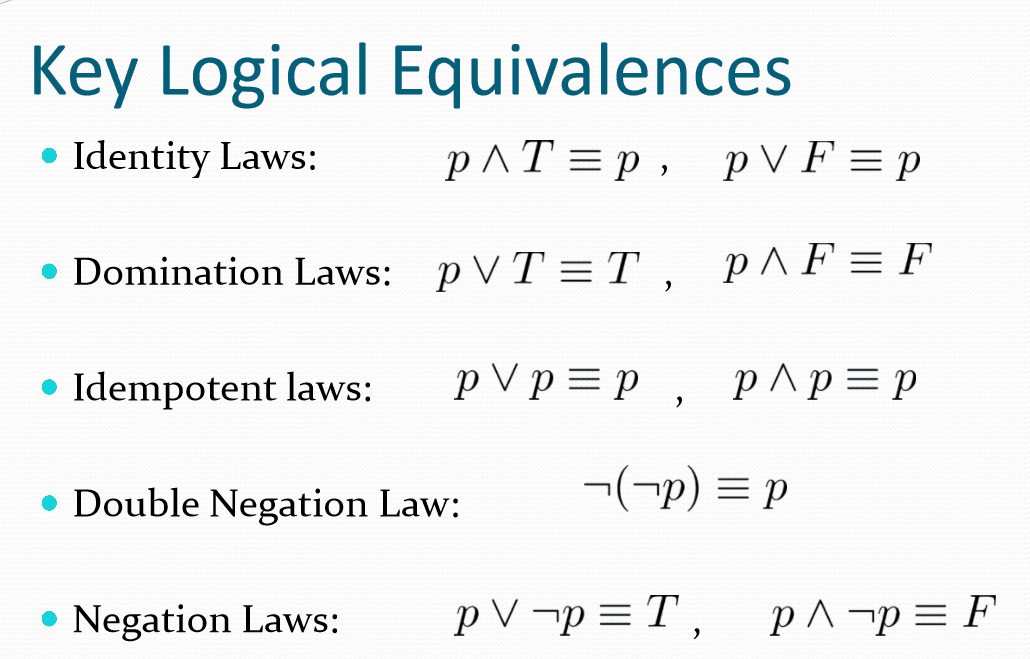 Key Logical Equivalences
• Identity Laws: p ∧ T ≡ p , p ∨ F ≡ p
• Domination Laws: p ∨ T ≡ T , p ∧ F ≡ F
• Idempotent laws: p ∨ p ≡ p , p ∧ p ≡ p
• Double Negation Law: ¬(¬p) ≡ p
• Negation Laws: p ∨ ¬p ≡ T , p ∧ ¬p ≡ F